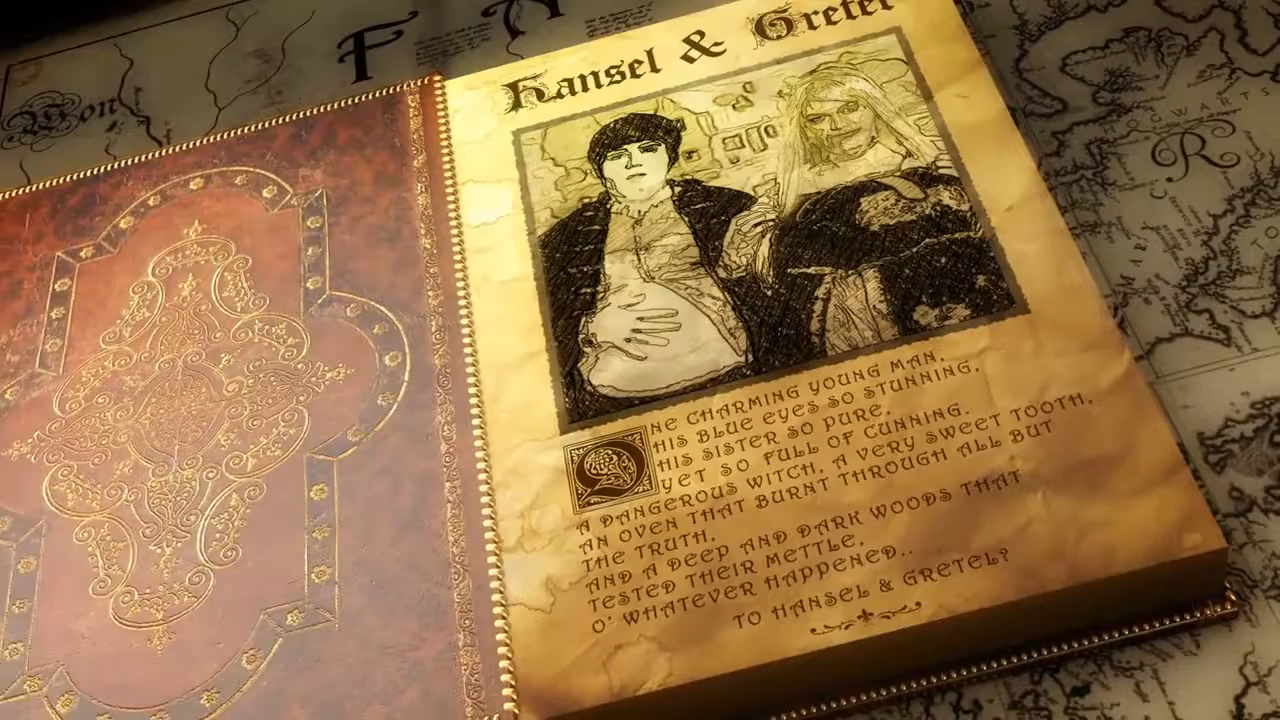 Hansel & Gretel
ONE CHARMING YOUNG MAN.
HIS BLUE EYES SO STUNNING,
HIS SISTER SO PURE.
YET SO FULL OF CUNNING.
A DANGEROUS WITCH, A VERY SWEET TOOTH,
AN OVEN THAT BURNT THROUGH ALL BUT
THE TRUTH.
AND A DEEP AND DARK WOODS THAT
TESTED THEIR METTLE,
O' WHATEVER HAPPENED..
TO HANSEL & GRETEL?
Won
F
HOGWARTS
R